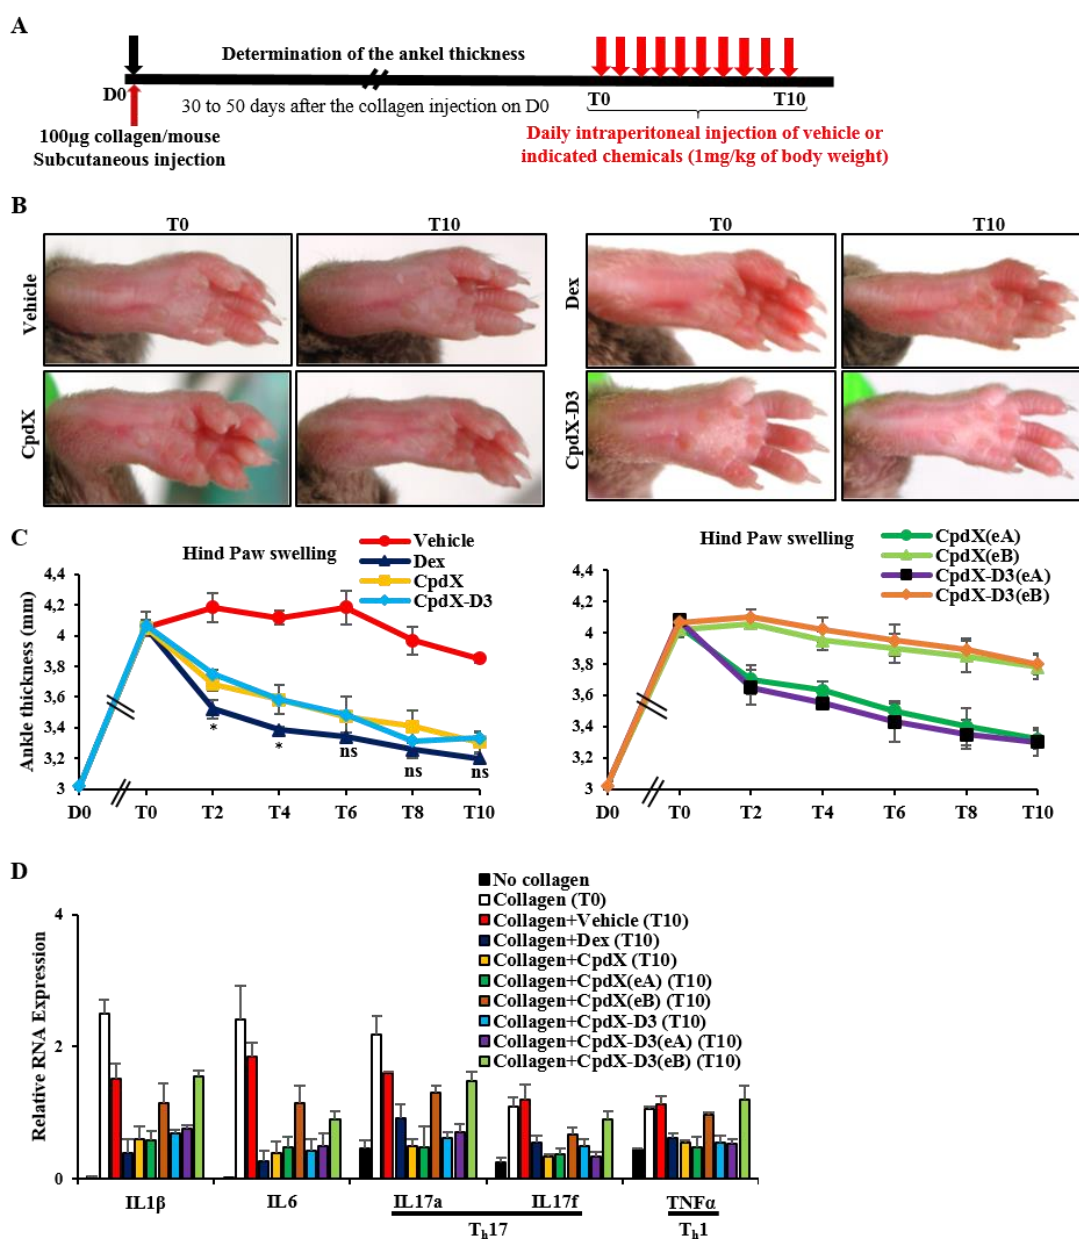 A
Determination of the ankel thickness
D0
30 to 50 days after the collagen injection on D0
T0
T10
100µg collagen/mouse
Subcutaneous injection
Daily intraperitoneal injection of vehicle or
indicated chemicals (1mg/kg of body weight)
B
T0
T10
T0
T10
Vehicle
Dex
CpdX
CpdX-D3
C
Hind Paw swelling
Vehicle
Dex
CpdX
CpdX-D3
Ankle thickness (mm)
4,4
4,2
4
3,8
3,6
3,4
3,2
3
*
*
ns
ns
ns
D0
T0
T2
T4
T6
T8
T10
Hind Paw swelling
CpdX(eA)
CpdX(eB)
CpdX-D3(eA)
CpdX-D3(eB)
4,4
4,2
4
3,8
3,6
3,4
3,2
3
D0
T0
T2
T4
T6
T8
T10
D
No collagen
Collagen (T0)
Collagen+Vehicle (T10)
Collagen+Dex (T10)
Collagen+CpdX (T10)
Collagen+CpdX(eA) (T10)
Collagen+CpdX(eB) (T10)
Collagen+CpdX-D3 (T10)
Collagen+CpdX-D3(eA) (T10)
Collagen+CpdX-D3(eB) (T10)
Relative RNA Expression
4
2
0
IL1β
IL6
IL17a
IL17f
TNFα
Th17
Th1